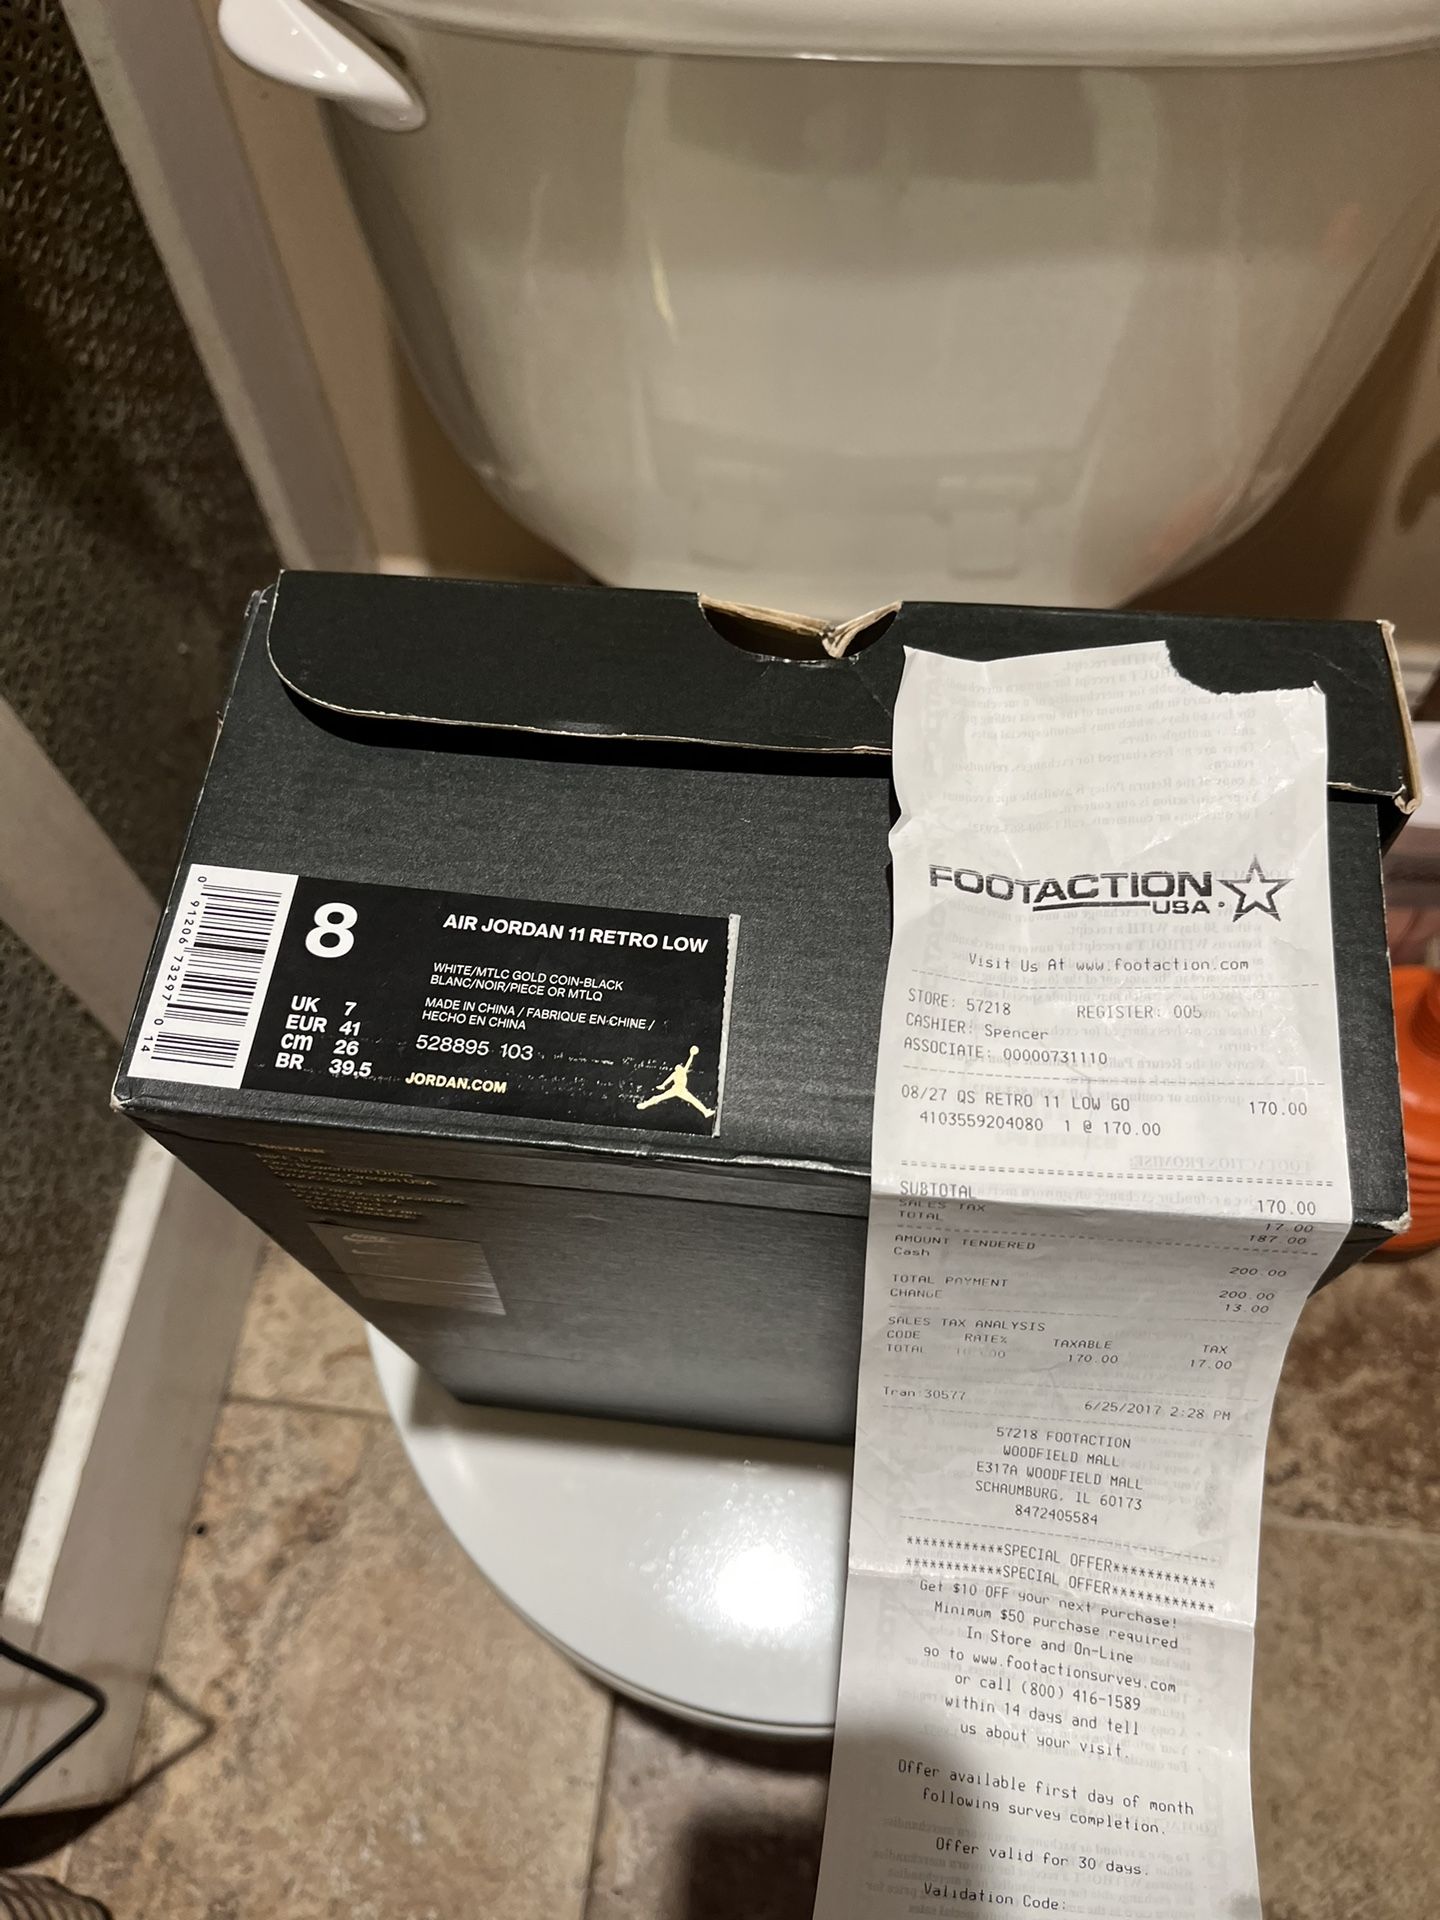 0 91206 73297 0 14
8
AIR JORDAN 11 RETRO LOW
WHITE/MTLC GOLD COIN-BLACK
BLANC/NOIR/PIECE OR MTLQ
MADE IN CHINA / FABRIQUE EN CHINE /
HECHO EN CHINA
UK 7
EUR 41
cm 26
BR 39,5
528895 103
JORDAN.COM
FOOTACTION
USA
Visit Us At www.footaction.com
STORE: 57218 REGISTER: 005
CASHIER: Spencer
ASSOCIATE: 00000731110
08/27 QS RETRO 11 LOW GO 170.00
4103559204080 1 @ 170.00
SUBTOTAL 170.00
SALES TAX 17.00
TOTAL 187.00
AMOUNT TENDERED
Cash 200.00
TOTAL PAYMENT 200.00
CHANGE 13.00
SALES TAX ANALYSIS
CODE RATE% TAXABLE TAX
TOTAL 170.00 17.00
Tran 30577 6/25/2017 2:28 PM
57218 FOOTACTION
WOODFIELD MALL
E317A WOODFIELD MALL
SCHAUMBURG, IL 60173
8472405584
************SPECIAL OFFER************
************SPECIAL OFFER************
Get $10 OFF your next purchase!
Minimum $50 purchase required
In Store and On-Line
go to www.footactionsurvey.com
or call (800) 416-1589
within 14 days and tell
us about your visit.
Offer available first day of month
following survey completion.
Offer valid for 30 days.
Validation Code: